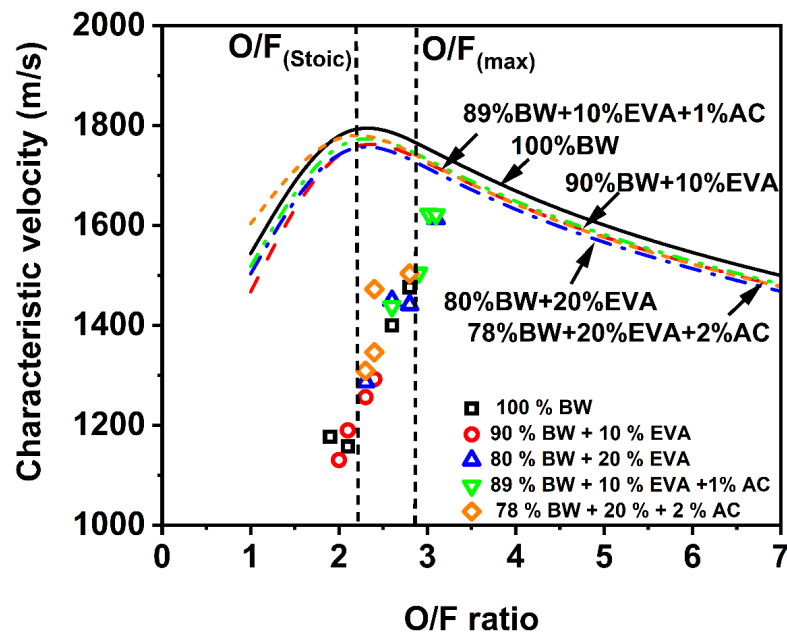 2000
1800
1600
1400
1200
1000
Characteristic velocity (m/s)
O/F(Stoic)
O/F(max)
89%BW+10%EVA+1%AC
100%BW
90%BW+10%EVA
80%BW+20%EVA
78%BW+20%EVA+2%AC
100 % BW
90 % BW + 10 % EVA
80 % BW + 20 % EVA
89 % BW + 10 % EVA +1% AC
78 % BW + 20 % + 2 % AC
0 1 2 3 4 5 6 7
O/F ratio